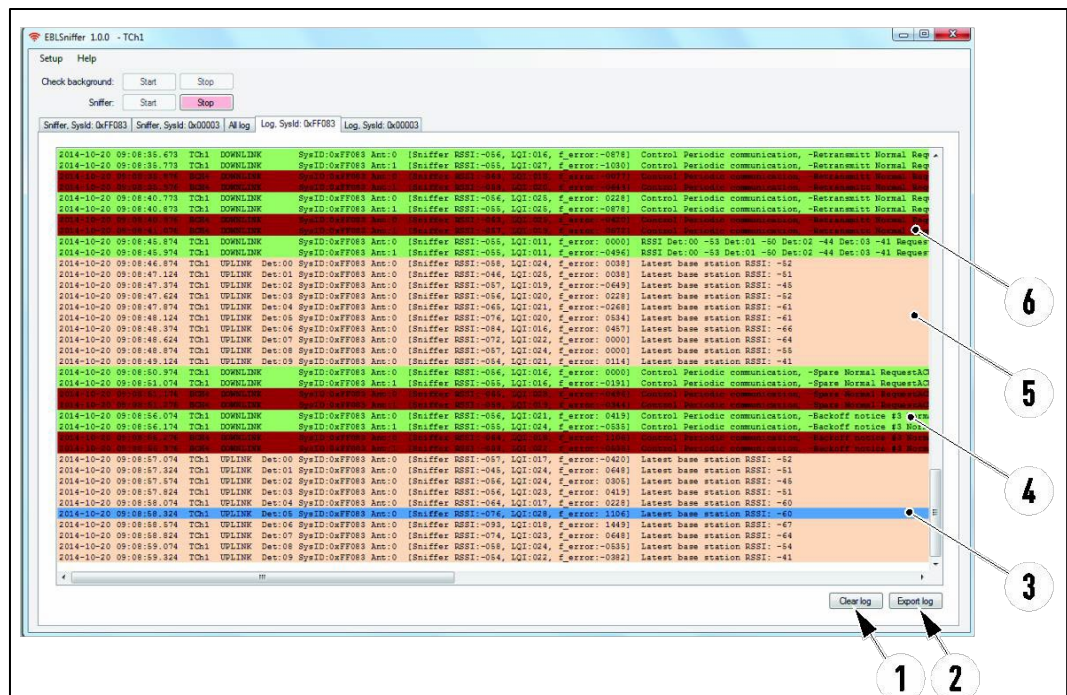 EBLSniffer 1.0.0 - TCh1
Setup Help
Check background: Start Stop
Sniffer: Start Stop
Sniffer, SysId: 0xFF083 Sniffer, SysId: 0x00003 All log Log, SysId: 0xFF083 Log, SysId: 0x00003
2014-10-20 09:08:35.673 TCh1 DOWNLINK SysID:0xFF083 Ant:0 [Sniffer RSSI:-056, LQI:016, f_error:-0878] Control Periodic communication, -Retransmitt Normal Req
2014-10-20 09:08:35.773 TCh1 DOWNLINK SysID:0xFF083 Ant:1 [Sniffer RSSI:-055, LQI:027, f_error:-1030] Control Periodic communication, -Retransmitt Normal Req
2014-10-20 09:08:40.773 TCh1 DOWNLINK SysID:0xFF083 Ant:0 [Sniffer RSSI:-056, LQI:025, f_error: 0228] Control Periodic communication, -Retransmitt Normal Req
2014-10-20 09:08:40.873 TCh1 DOWNLINK SysID:0xFF083 Ant:1 [Sniffer RSSI:-056, LQI:025, f_error:-0878] Control Periodic communication, -Retransmitt Normal Req
2014-10-20 09:08:45.874 TCh1 DOWNLINK SysID:0xFF083 Ant:0 [Sniffer RSSI:-055, LQI:011, f_error: 0000] RSSI Det:00 -53 Det:01 -50 Det:02 -44 Det:03 -41 Reques
2014-10-20 09:08:45.974 TCh1 DOWNLINK SysID:0xFF083 Ant:1 [Sniffer RSSI:-055, LQI:011, f_error:-0496] RSSI Det:00 -53 Det:01 -50 Det:02 -44 Det:03 -41 Reques
2014-10-20 09:08:46.874 TCh1 UPLINK Det:00 SysID:0xFF083 Ant:0 [Sniffer RSSI:-058, LQI:025, f_error: 0038] Latest base station RSSI: -52
2014-10-20 09:08:47.124 TCh1 UPLINK Det:01 SysID:0xFF083 Ant:0 [Sniffer RSSI:-046, LQI:025, f_error: 0038] Latest base station RSSI: -51
2014-10-20 09:08:47.374 TCh1 UPLINK Det:02 SysID:0xFF083 Ant:0 [Sniffer RSSI:-057, LQI:019, f_error:-0649] Latest base station RSSI: -45
2014-10-20 09:08:47.624 TCh1 UPLINK Det:03 SysID:0xFF083 Ant:0 [Sniffer RSSI:-056, LQI:020, f_error: 0228] Latest base station RSSI: -52
2014-10-20 09:08:47.874 TCh1 UPLINK Det:04 SysID:0xFF083 Ant:0 [Sniffer RSSI:-065, LQI:021, f_error:-0268] Latest base station RSSI: -61
2014-10-20 09:08:48.124 TCh1 UPLINK Det:05 SysID:0xFF083 Ant:0 [Sniffer RSSI:-076, LQI:020, f_error: 0534] Latest base station RSSI: -61
2014-10-20 09:08:48.374 TCh1 UPLINK Det:06 SysID:0xFF083 Ant:0 [Sniffer RSSI:-084, LQI:016, f_error: 0457] Latest base station RSSI: -66
2014-10-20 09:08:48.624 TCh1 UPLINK Det:07 SysID:0xFF083 Ant:0 [Sniffer RSSI:-072, LQI:022, f_error: 0000] Latest base station RSSI: -64
2014-10-20 09:08:48.874 TCh1 UPLINK Det:08 SysID:0xFF083 Ant:0 [Sniffer RSSI:-057, LQI:024, f_error: 0000] Latest base station RSSI: -55
2014-10-20 09:08:49.124 TCh1 UPLINK Det:09 SysID:0xFF083 Ant:0 [Sniffer RSSI:-054, LQI:024, f_error: 0114] Latest base station RSSI: -41
2014-10-20 09:08:50.974 TCh1 DOWNLINK SysID:0xFF083 Ant:0 [Sniffer RSSI:-056, LQI:016, f_error: 0000] Control Periodic communication, -Spare Normal RequestAC
2014-10-20 09:08:51.074 TCh1 DOWNLINK SysID:0xFF083 Ant:1 [Sniffer RSSI:-055, LQI:016, f_error:-0191] Control Periodic communication, -Spare Normal RequestAC
2014-10-20 09:08:56.074 TCh1 DOWNLINK SysID:0xFF083 Ant:0 [Sniffer RSSI:-056, LQI:021, f_error: 0419] Control Periodic communication, -Backoff notice #3
2014-10-20 09:08:56.174 TCh1 DOWNLINK SysID:0xFF083 Ant:1 [Sniffer RSSI:-056, LQI:024, f_error:-0535] Control Periodic communication, -Backoff notice #3
2014-10-20 09:08:57.074 TCh1 UPLINK Det:00 SysID:0xFF083 Ant:0 [Sniffer RSSI:-057, LQI:017, f_error:-0420] Latest base station RSSI: -52
2014-10-20 09:08:57.324 TCh1 UPLINK Det:01 SysID:0xFF083 Ant:0 [Sniffer RSSI:-045, LQI:024, f_error: 0648] Latest base station RSSI: -51
2014-10-20 09:08:57.574 TCh1 UPLINK Det:02 SysID:0xFF083 Ant:0 [Sniffer RSSI:-056, LQI:024, f_error: 0305] Latest base station RSSI: -45
2014-10-20 09:08:57.824 TCh1 UPLINK Det:03 SysID:0xFF083 Ant:0 [Sniffer RSSI:-056, LQI:023, f_error: 0419] Latest base station RSSI: -51
2014-10-20 09:08:58.074 TCh1 UPLINK Det:04 SysID:0xFF083 Ant:0 [Sniffer RSSI:-064, LQI:017, f_error: 0228] Latest base station RSSI: -60
2014-10-20 09:08:58.324 TCh1 UPLINK Det:05 SysID:0xFF083 Ant:0 [Sniffer RSSI:-076, LQI:028, f_error: 1106] Latest base station RSSI: -60
2014-10-20 09:08:58.574 TCh1 UPLINK Det:06 SysID:0xFF083 Ant:0 [Sniffer RSSI:-093, LQI:018, f_error: 1449] Latest base station RSSI: -67
2014-10-20 09:08:58.824 TCh1 UPLINK Det:07 SysID:0xFF083 Ant:0 [Sniffer RSSI:-074, LQI:023, f_error: 0648] Latest base station RSSI: -64
2014-10-20 09:08:59.074 TCh1 UPLINK Det:08 SysID:0xFF083 Ant:0 [Sniffer RSSI:-058, LQI:024, f_error:-0535] Latest base station RSSI: -54
2014-10-20 09:08:59.324 TCh1 UPLINK Det:09 SysID:0xFF083 Ant:0 [Sniffer RSSI:-054, LQI:022, f_error:-0382] Latest base station RSSI: -41
Clear log Export log
6
5
4
3
1 2